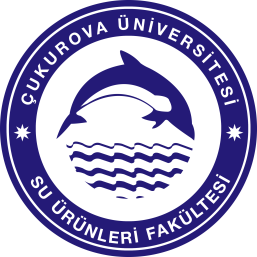 ÇUKUROVA ÜNİVERSİTESİ
SU ÜRÜNLERİ FAKÜLTESİ